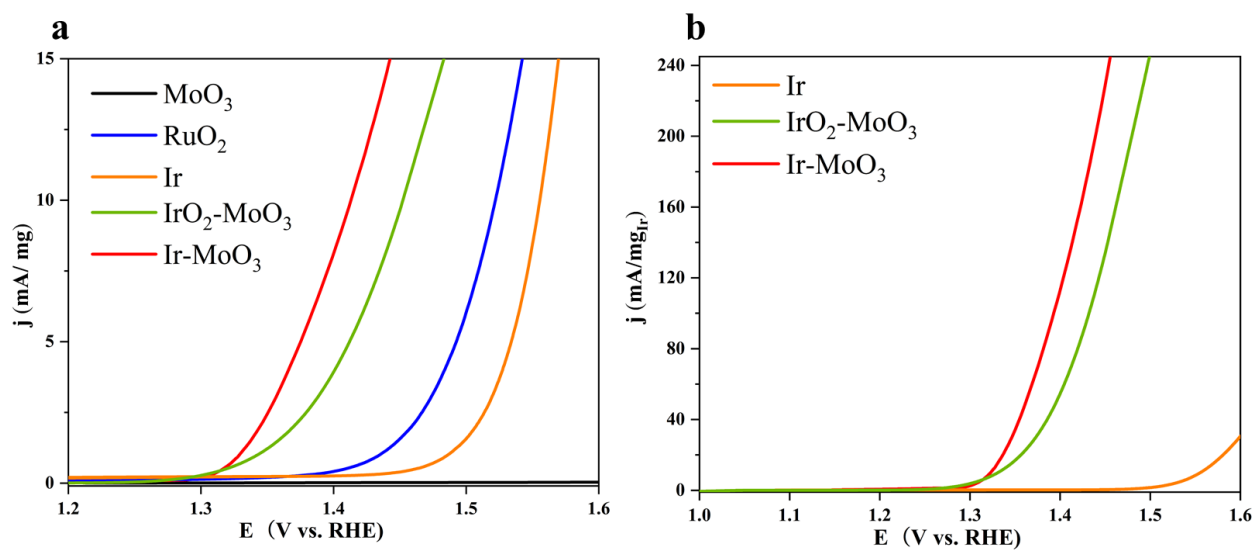 a
15
10
5
0
j (mA/ mg)
MoO₃
RuO₂
Ir
IrO₂-MoO₃
Ir-MoO₃
1.2 1.3 1.4 1.5 1.6
E (V vs. RHE)
b
240
200
160
120
80
40
0
j (mA/mg_Ir)
Ir
IrO₂-MoO₃
Ir-MoO₃
1.0 1.1 1.2 1.3 1.4 1.5 1.6
E (V vs. RHE)